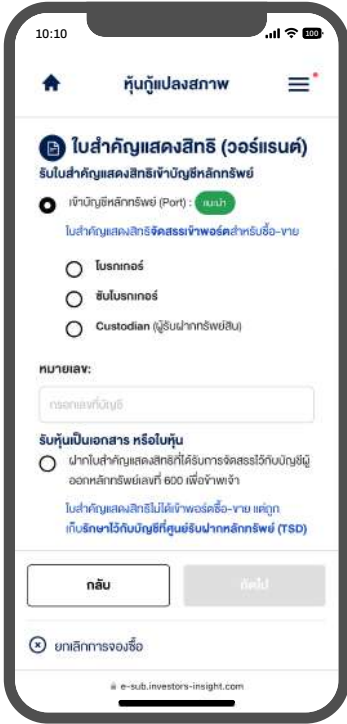 10:10
100
หุ้นกู้แปลงสภาพ
ใบสำคัญแสดงสิทธิ (วอร์แรนต์)
รับใบสำคัญแสดงสิทธิเข้าบัญชีหลักทรัพย์
เข้าบัญชีหลักทรัพย์ (Port) : แนะนำ
ใบสำคัญแสดงสิทธิจัดสรรเข้าพอร์ตสำหรับซื้อ-ขาย
โบรกเกอร์
ซับโบรกเกอร์
Custodian (ผู้รับฝากทรัพย์สิน)
หมายเลข:
กรอกเลขที่บัญชี
รับหุ้นเป็นเอกสาร หรือใบหุ้น
ฝากใบสำคัญแสดงสิทธิที่ได้รับการจัดสรรไว้กับบัญชีผู้
ออกหลักทรัพย์เลขที่ 600 เพื่อข้าพเจ้า
ใบสำคัญแสดงสิทธิไม่ได้เข้าพอร์ตซื้อ-ขาย แต่ถูก
เก็บรักษาไว้กับบัญชีที่ศูนย์รับฝากหลักทรัพย์ (TSD)
กลับ
ถัดไป
ยกเลิกการจองซื้อ
e-sub.investors-insight.com